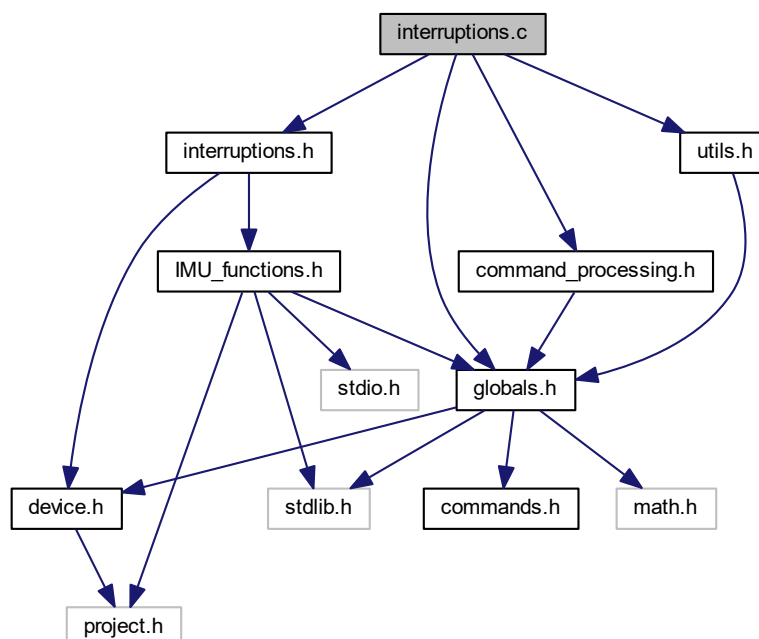 interruptions.c
interruptions.h
utils.h
IMU_functions.h
command_processing.h
stdio.h
globals.h
device.h
stdlib.h
commands.h
math.h
project.h